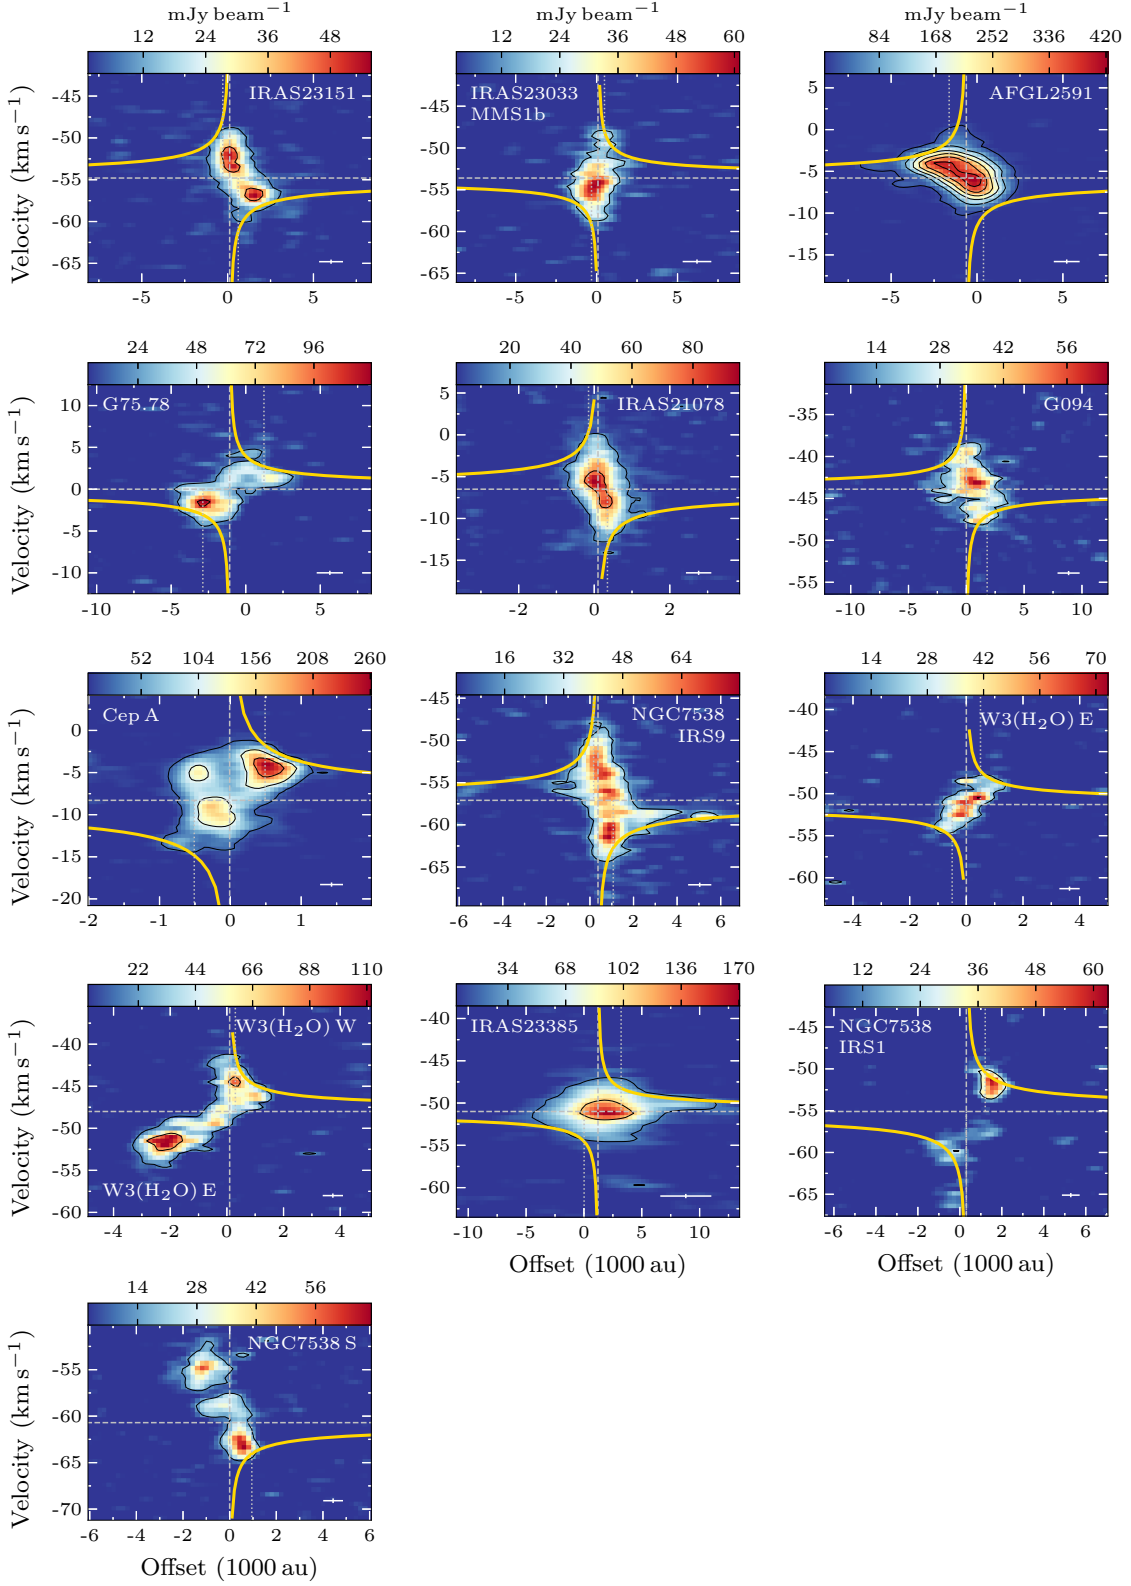 mJy beam⁻¹ mJy beam⁻¹ mJy beam⁻¹
12 24 36 48 12 24 36 48 60 84 168 252 336 420
IRAS23151 IRAS23033 AFGL2591
MMS1b
Velocity (km s⁻¹)
-45 -50 -55 -60 -65
-45 -50 -55 -60 -65
5 0 -5 -10 -15
-5 0 5 -5 0 5 -5 0 5
24 48 72 96 20 40 60 80 14 28 42 56
G75.78 IRAS21078 G094
Velocity (km s⁻¹)
10 5 0 -5 -10
5 0 -5 -10 -15
-35 -40 -45 -50 -55
-10 -5 0 5 -2 0 2 -10 -5 0 5 10
52 104 156 208 260 16 32 48 64 14 28 42 56 70
Cep A NGC7538 W3(H₂O) E
IRS9
Velocity (km s⁻¹)
0 -5 -10 -15 -20
-45 -50 -55 -60 -65
-40 -45 -50 -55 -60
-2 -1 0 1 -6 -4 -2 0 2 4 6 -4 -2 0 2 4
22 44 66 88 110 34 68 102 136 170 12 24 36 48 60
W3(H₂O) W IRAS23385 NGC7538
IRS1
W3(H₂O) E
Velocity (km s⁻¹)
-40 -45 -50 -55 -60
-40 -45 -50 -55 -60
-45 -50 -55 -60 -65
-4 -2 0 2 4 -10 -5 0 5 10 -6 -4 -2 0 2 4 6
Offset (1000 au) Offset (1000 au)
14 28 42 56
NGC7538 S
Velocity (km s⁻¹)
-55 -60 -65 -70
-6 -4 -2 0 2 4 6
Offset (1000 au)